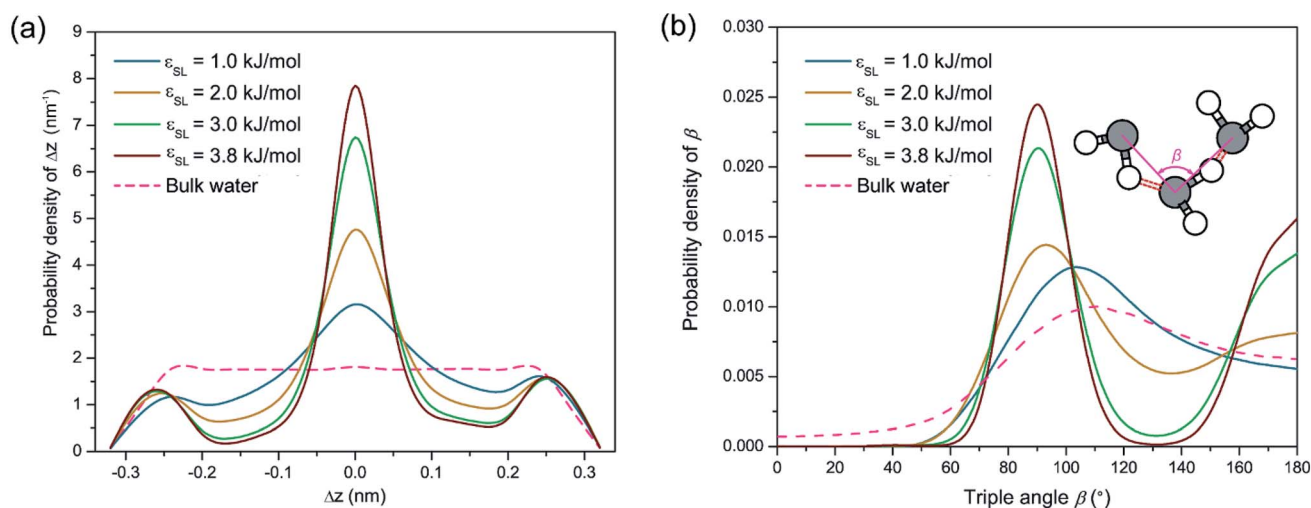 (a)
Probability density of Δz (nm⁻¹)
9
8
7
6
5
4
3
2
1
0
ε_SL = 1.0 kJ/mol
ε_SL = 2.0 kJ/mol
ε_SL = 3.0 kJ/mol
ε_SL = 3.8 kJ/mol
Bulk water
-0.3 -0.2 -0.1 0.0 0.1 0.2 0.3
Δz (nm)
(b)
Probability density of β
0.030
0.025
0.020
0.015
0.010
0.005
0.000
ε_SL = 1.0 kJ/mol
ε_SL = 2.0 kJ/mol
ε_SL = 3.0 kJ/mol
ε_SL = 3.8 kJ/mol
Bulk water
β
0 20 40 60 80 100 120 140 160 180
Triple angle β (°)